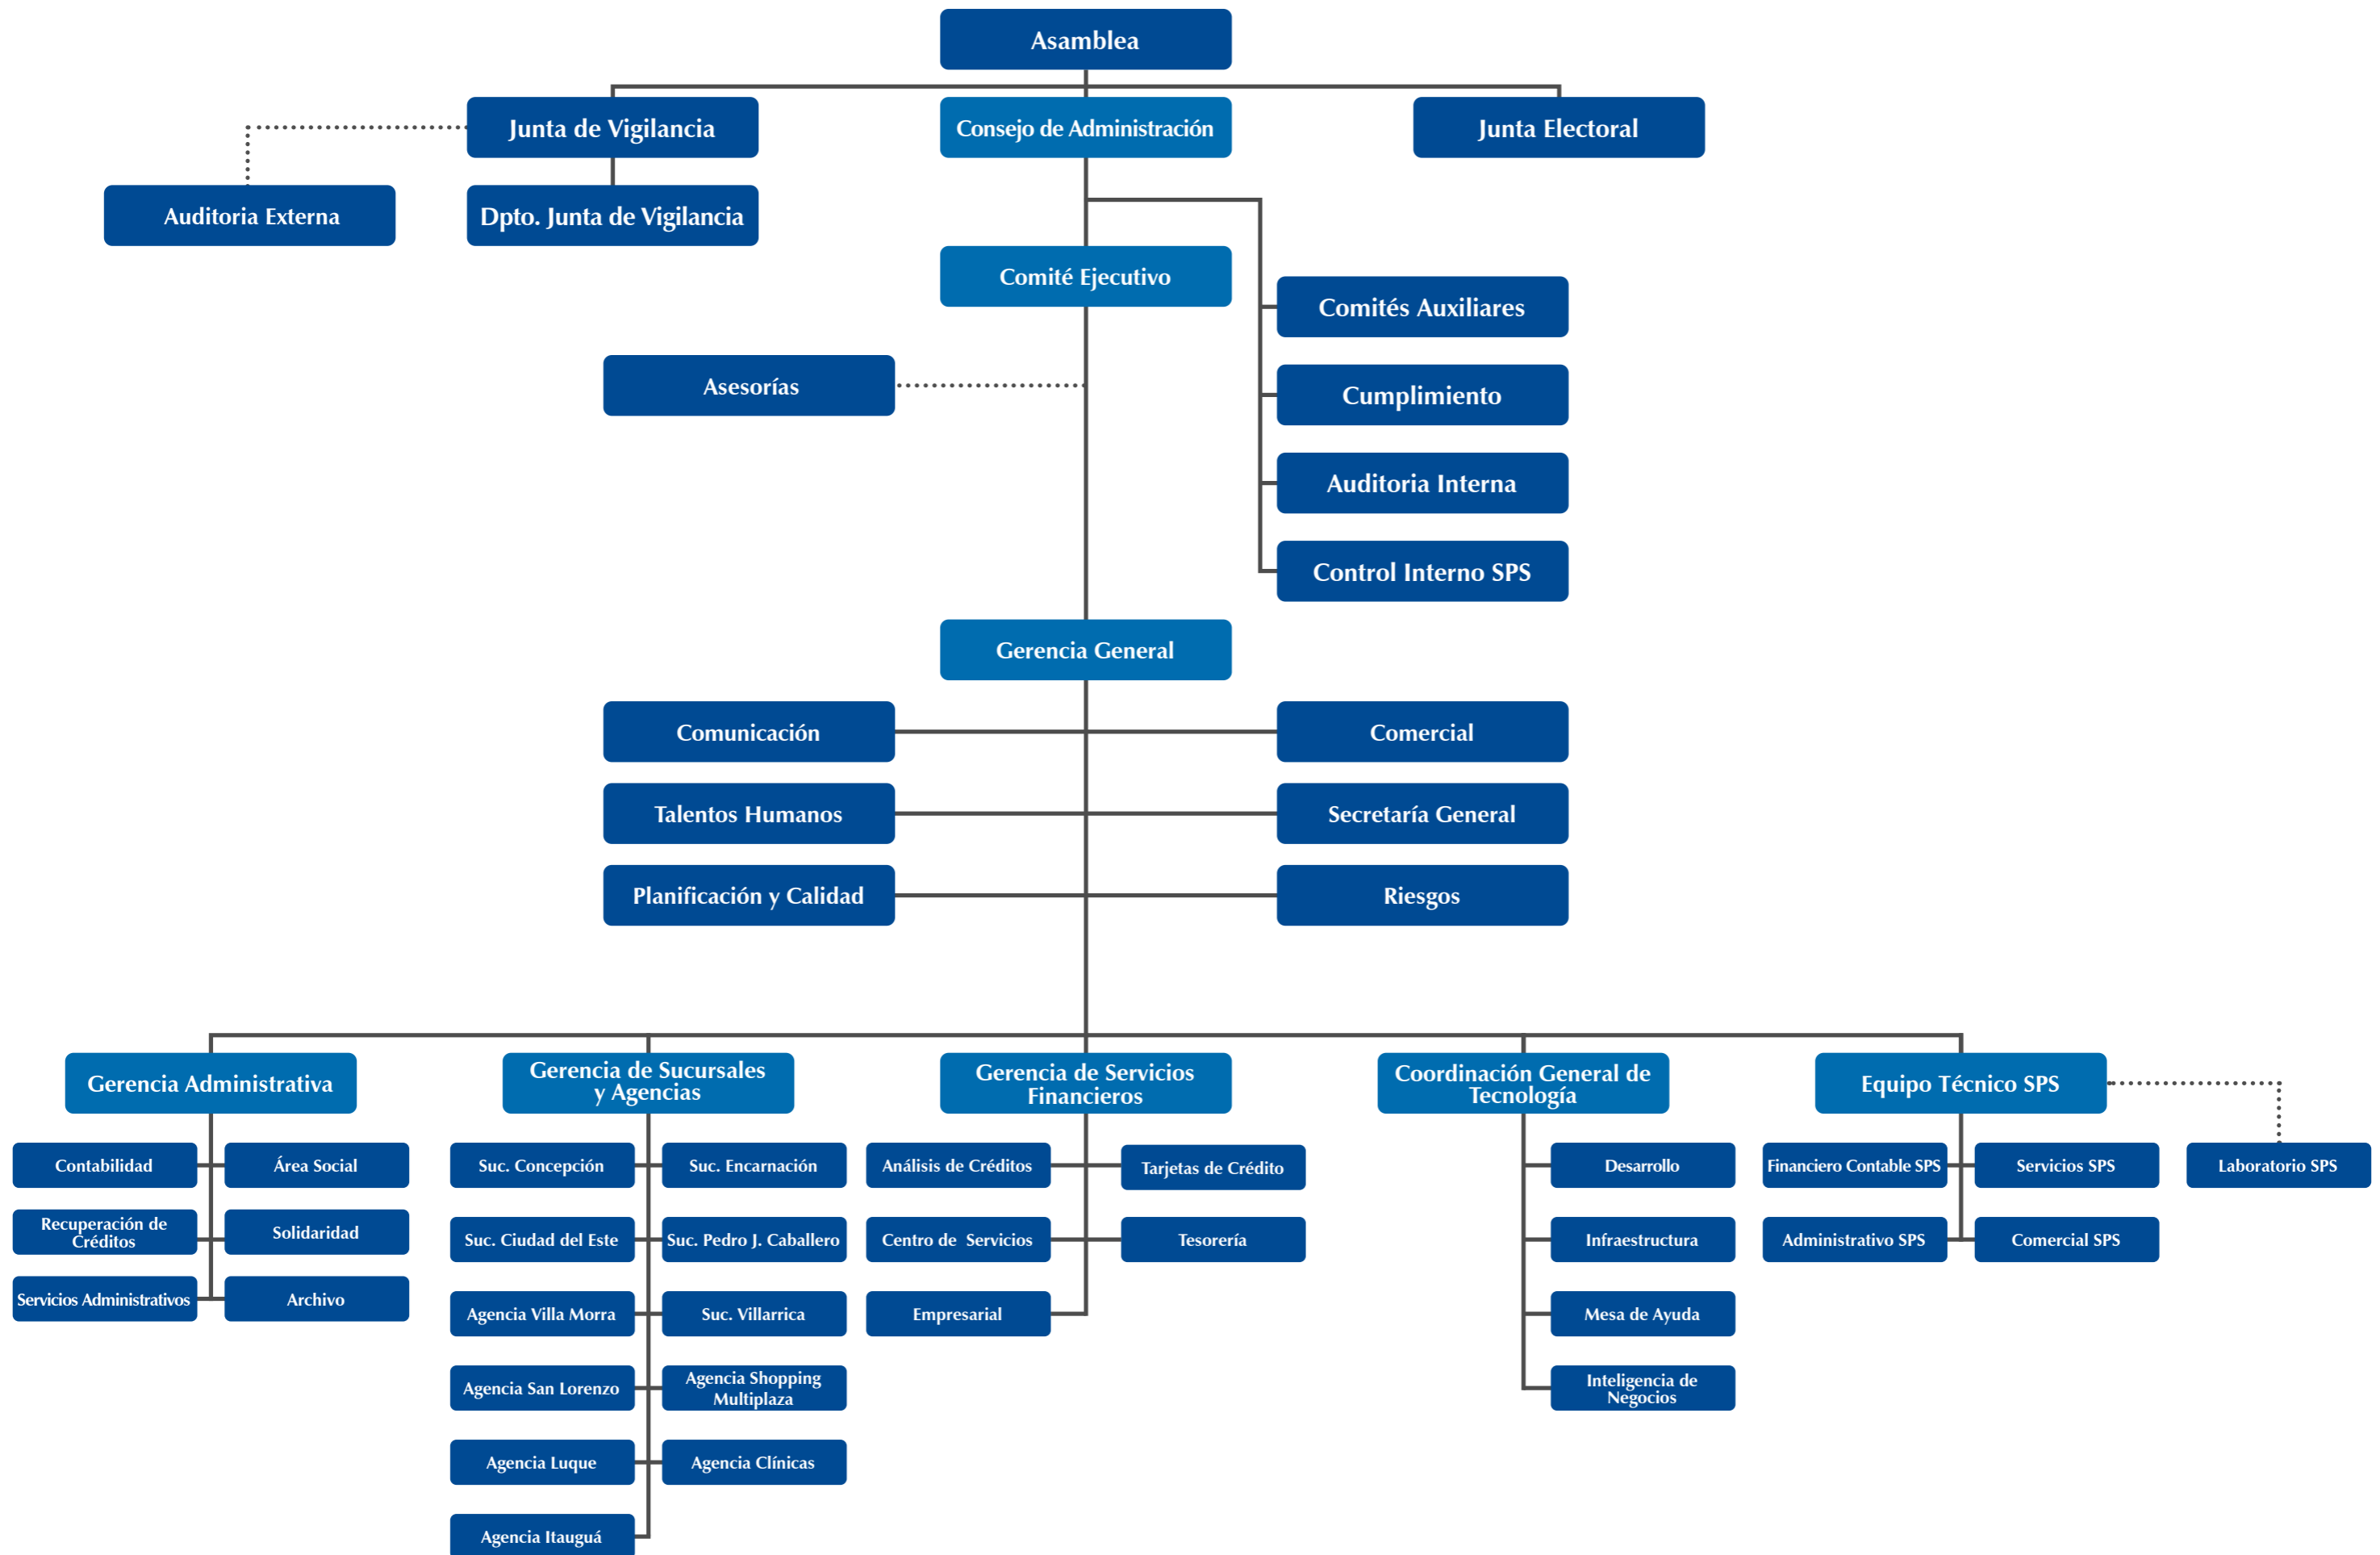 Asamblea
Junta de Vigilancia
Consejo de Administración
Junta Electoral
Auditoria Externa
Dpto. Junta de Vigilancia
Comité Ejecutivo
Comités Auxiliares
Asesorías
Cumplimiento
Auditoria Interna
Control Interno SPS
Gerencia General
Comunicación
Comercial
Talentos Humanos
Secretaría General
Planificación y Calidad
Riesgos
Gerencia Administrativa
Gerencia de Sucursales
y Agencias
Gerencia de Servicios
Financieros
Coordinación General de
Tecnología
Equipo Técnico SPS
Contabilidad
Área Social
Recuperación de
Créditos
Solidaridad
Servicios Administrativos
Archivo
Suc. Concepción
Suc. Encarnación
Suc. Ciudad del Este
Suc. Pedro J. Caballero
Agencia Villa Morra
Suc. Villarrica
Agencia San Lorenzo
Agencia Shopping
Multiplaza
Agencia Luque
Agencia Clínicas
Agencia Itauguá
Análisis de Créditos
Tarjetas de Crédito
Centro de Servicios
Tesorería
Empresarial
Desarrollo
Infraestructura
Mesa de Ayuda
Inteligencia de
Negocios
Financiero Contable SPS
Servicios SPS
Administrativo SPS
Comercial SPS
Laboratorio SPS